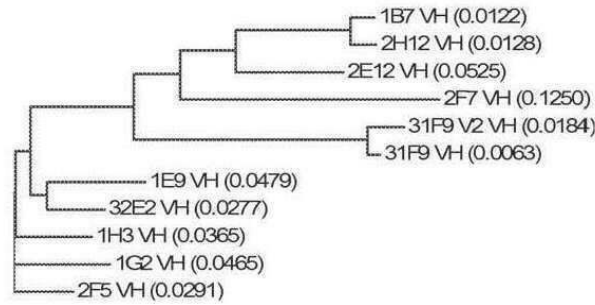 1B7 VH (0.0122)
2H12 VH (0.0128)
2E12 VH (0.0525)
2F7 VH (0.1250)
31F9 V2 VH (0.0184)
31F9 VH (0.0063)
1E9 VH (0.0479)
32E2 VH (0.0277)
1H3 VH (0.0365)
1G2 VH (0.0465)
2F5 VH (0.0291)